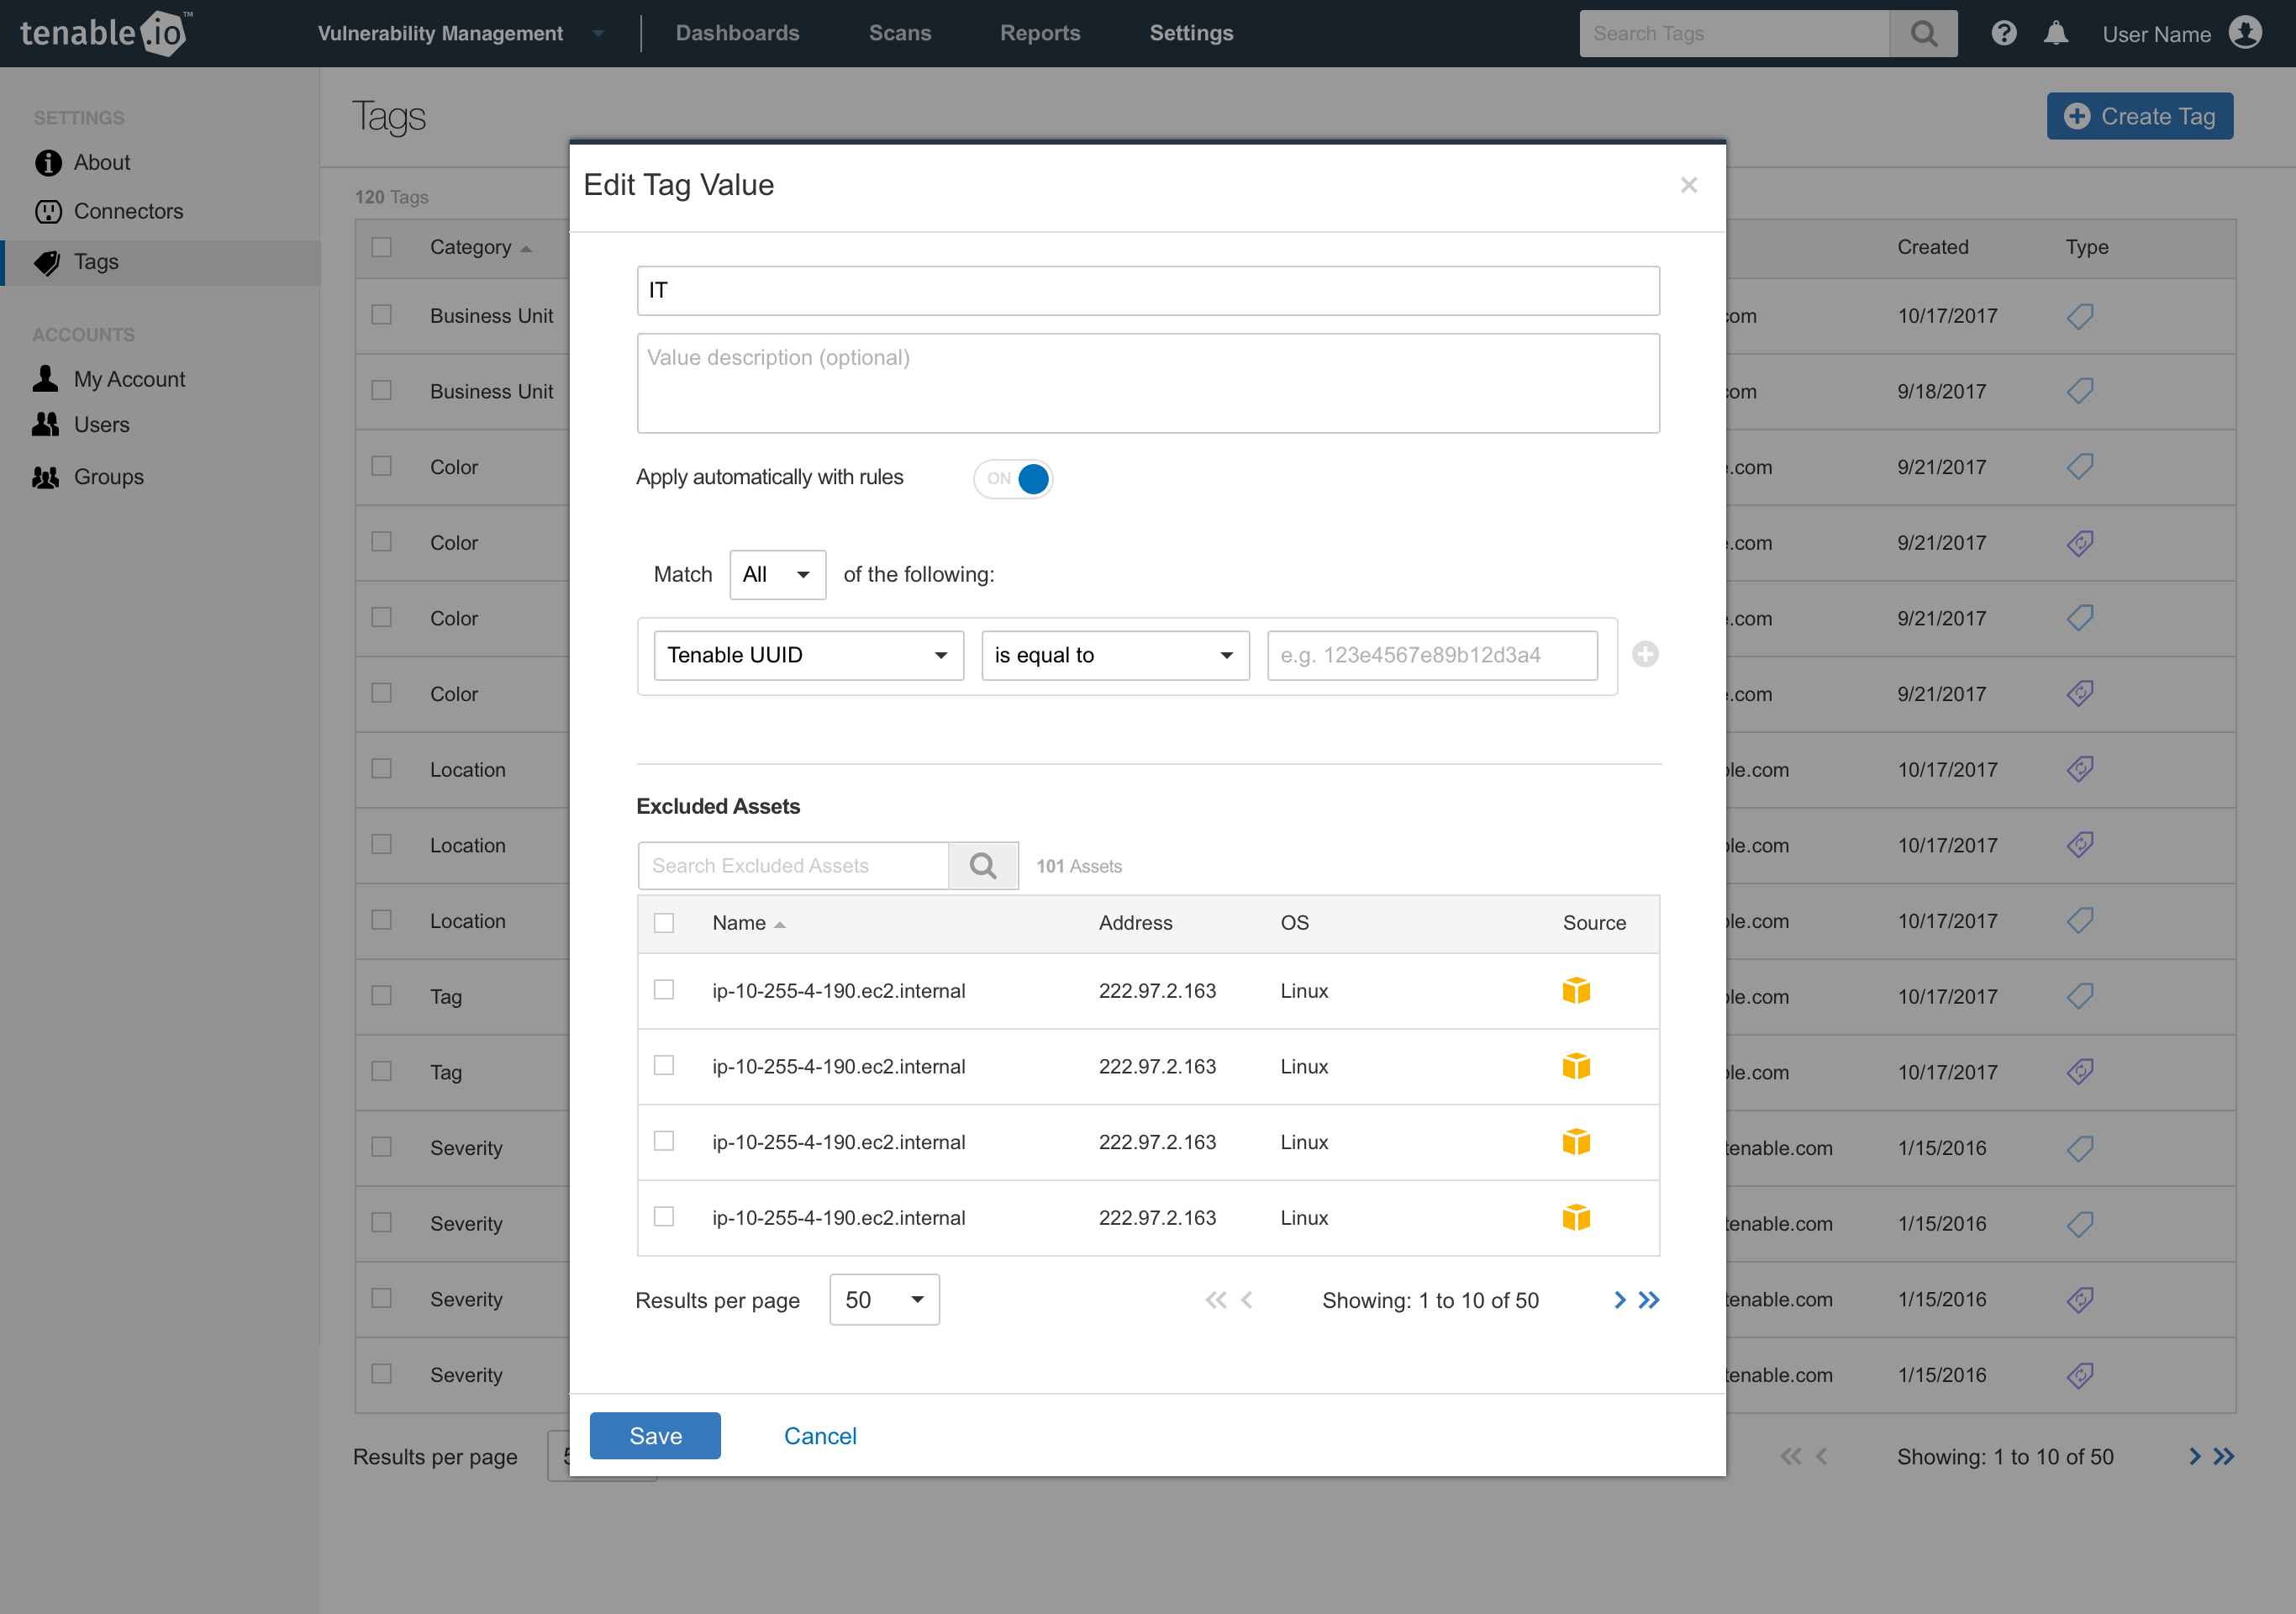 tenable.io™
Vulnerability Management Dashboards Scans Reports Settings Search Tags ? User Name
SETTINGS
About
Connectors
Tags
ACCOUNTS
My Account
Users
Groups
Tags
Create Tag
120 Tags
Category Created Type
Business Unit com 10/17/2017
Business Unit com 9/18/2017
Color .com 9/21/2017
Color .com 9/21/2017
Color .com 9/21/2017
Color .com 9/21/2017
Location le.com 10/17/2017
Location le.com 10/17/2017
Location le.com 10/17/2017
Tag le.com 10/17/2017
Tag le.com 10/17/2017
Severity tenable.com 1/15/2016
Severity tenable.com 1/15/2016
Severity tenable.com 1/15/2016
Severity tenable.com 1/15/2016
Results per page 5 Showing: 1 to 10 of 50
Edit Tag Value
IT
Value description (optional)
Apply automatically with rules ON
Match All of the following:
Tenable UUID is equal to e.g. 123e4567e89b12d3a4
Excluded Assets
Search Excluded Assets 101 Assets
Name Address OS Source
ip-10-255-4-190.ec2.internal 222.97.2.163 Linux
ip-10-255-4-190.ec2.internal 222.97.2.163 Linux
ip-10-255-4-190.ec2.internal 222.97.2.163 Linux
ip-10-255-4-190.ec2.internal 222.97.2.163 Linux
Results per page 50 Showing: 1 to 10 of 50
Save Cancel